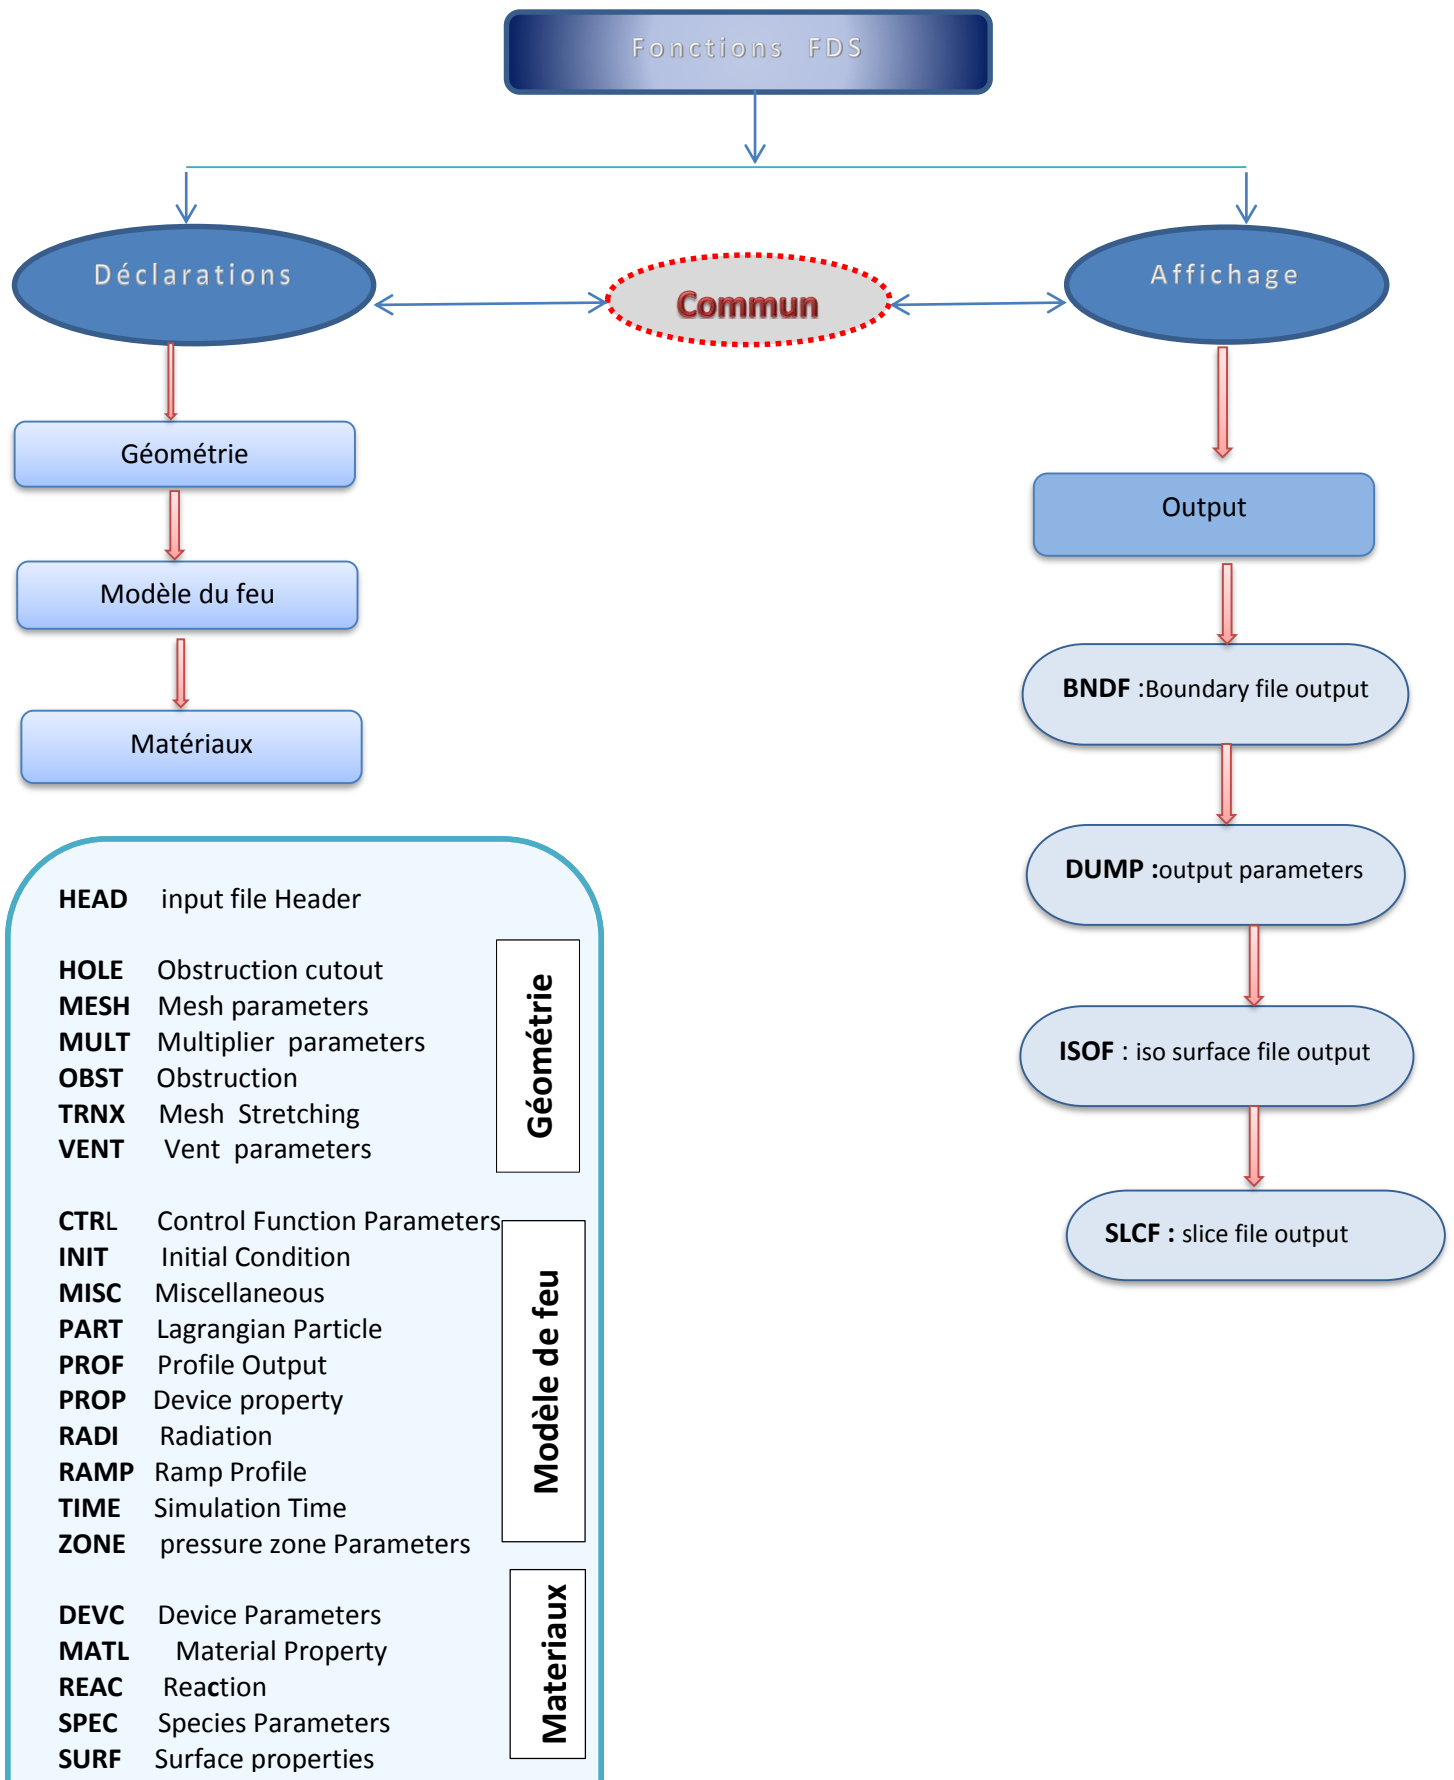 Fonctions FDS
Déclarations
Commun
Affichage
Géométrie
Modèle du feu
Matériaux
Output
BNDF :Boundary file output
DUMP :output parameters
ISOF : iso surface file output
SLCF : slice file output
HEAD input file Header
HOLE Obstruction cutout
MESH Mesh parameters
MULT Multiplier parameters
OBST Obstruction
TRNX Mesh Stretching
VENT Vent parameters
Géométrie
CTRL Control Function Parameters
INIT Initial Condition
MISC Miscellaneous
PART Lagrangian Particle
PROF Profile Output
PROP Device property
RADI Radiation
RAMP Ramp Profile
TIME Simulation Time
ZONE pressure zone Parameters
Modèle de feu
DEVC Device Parameters
MATL Material Property
REAC Reaction
SPEC Species Parameters
SURF Surface properties
Materiaux